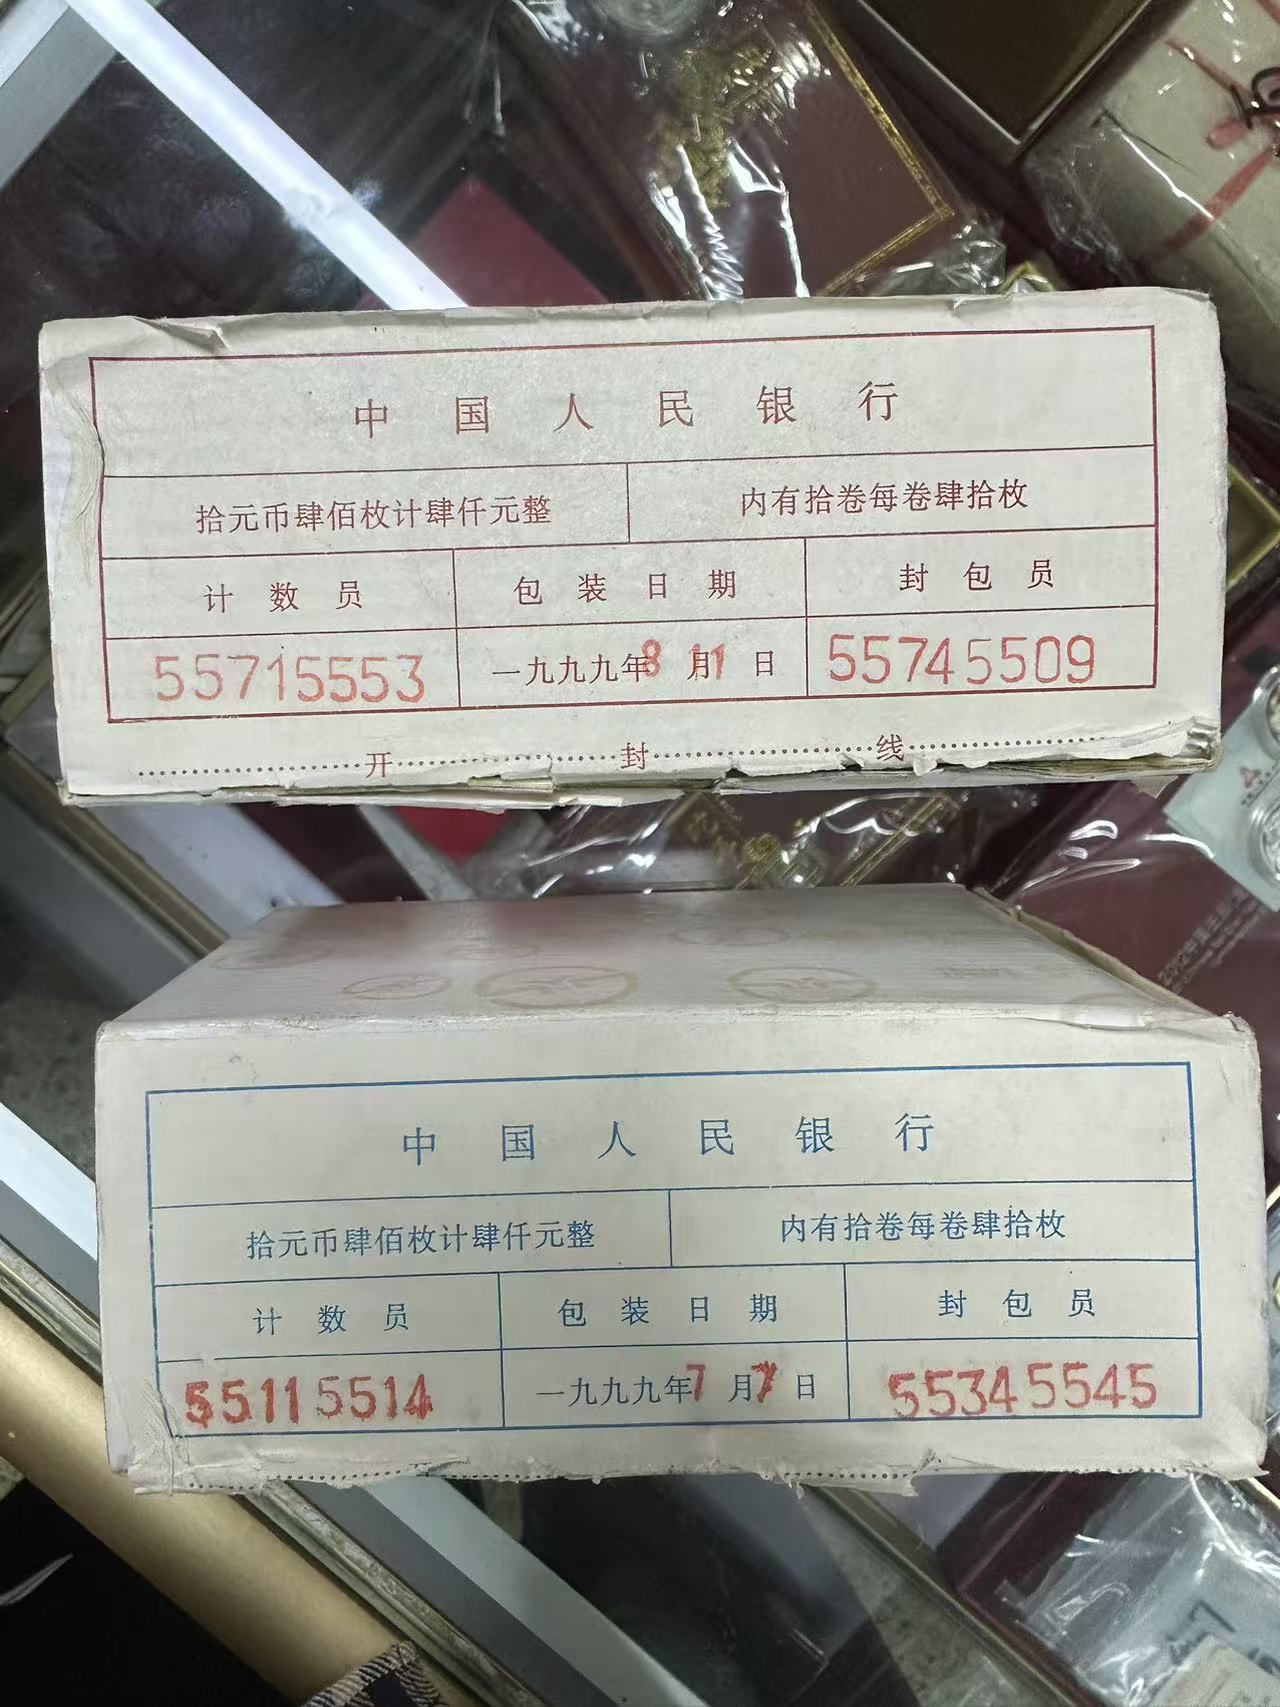 中国人民银行
拾元币肆佰枚计肆仟元整 内有拾卷每卷肆拾枚
计数员 包装日期 封包员
55715553 一九九九年8月11日 55745509
开封线
中国人民银行
拾元币肆佰枚计肆仟元整 内有拾卷每卷肆拾枚
计数员 包装日期 封包员
55115514 一九九九年7月7日 55345545